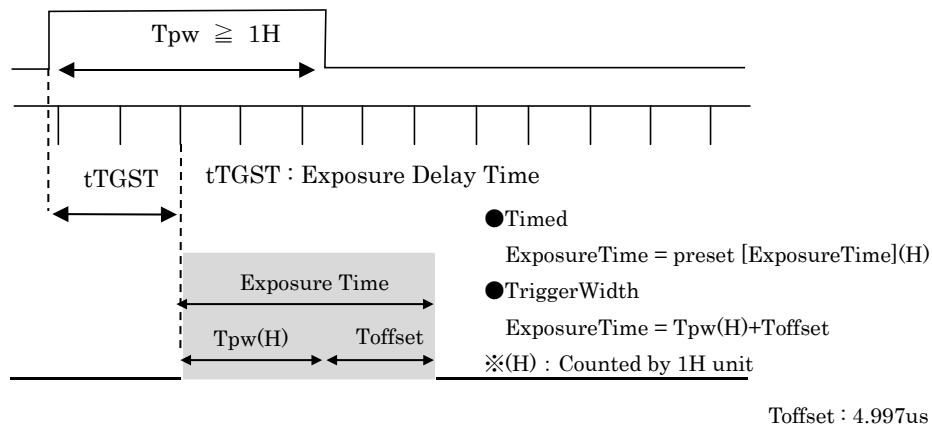 Tpw ≧ 1H
tTGST
tTGST : Exposure Delay Time
●Timed
ExposureTime = preset [ExposureTime](H)
●TriggerWidth
ExposureTime = Tpw(H)+Toffset
※(H) : Counted by 1H unit
Exposure Time
Tpw(H)
Toffset
Toffset : 4.997us